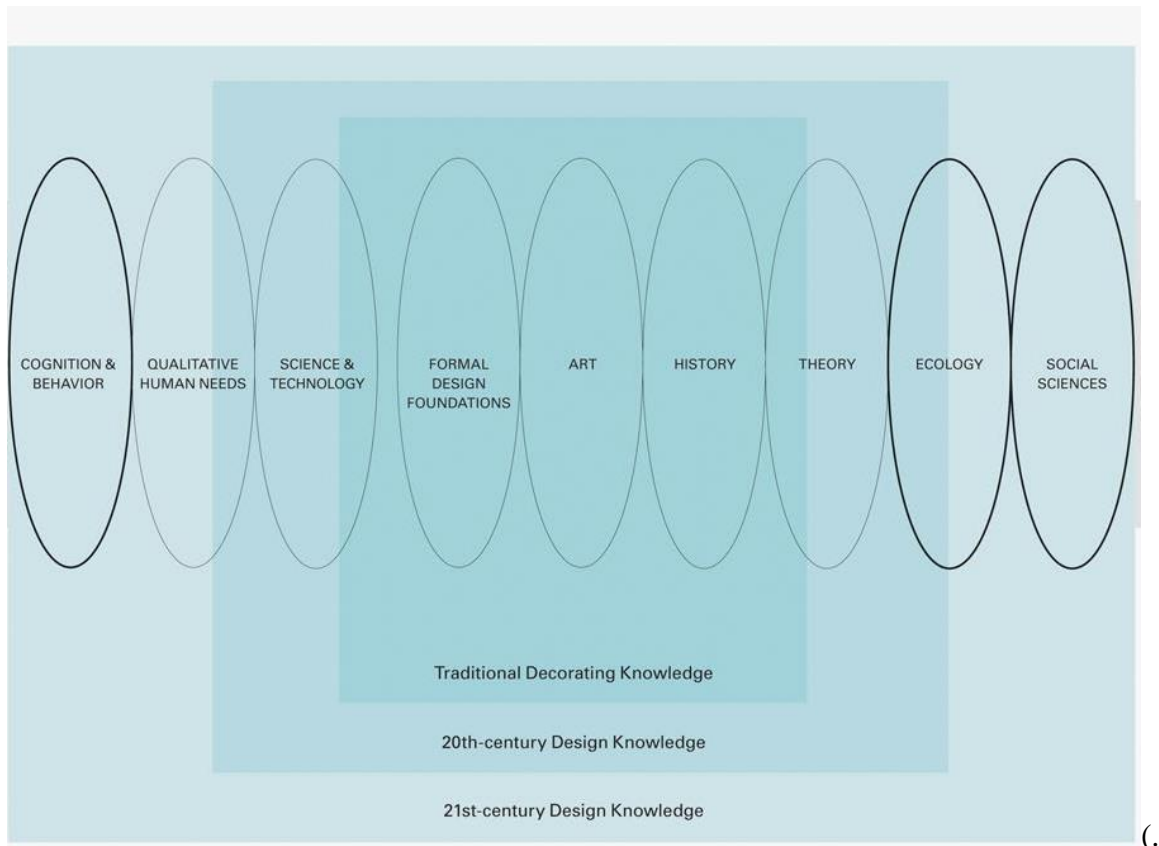 COGNITION &
BEHAVIOR
QUALITATIVE
HUMAN NEEDS
SCIENCE &
TECHNOLOGY
FORMAL
DESIGN
FOUNDATIONS
ART
HISTORY
THEORY
ECOLOGY
SOCIAL
SCIENCES
Traditional Decorating Knowledge
20th-century Design Knowledge
21st-century Design Knowledge
(.